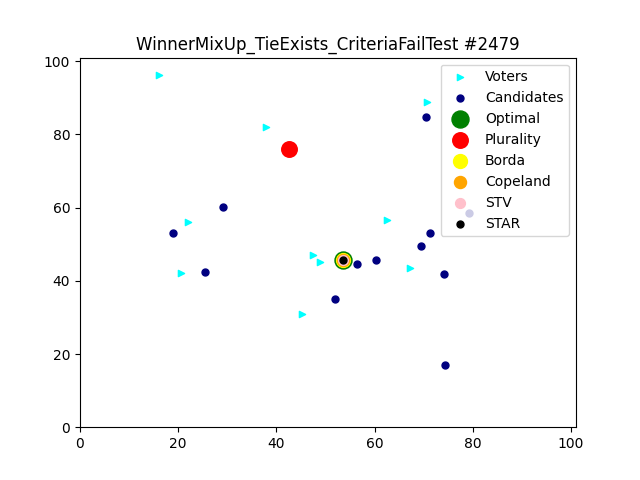 WinnerMixUp_TieExists_CriteriaFailTest #2479
Voters
Candidates
Optimal
Plurality
Borda
Copeland
STV
STAR
100
80
60
40
20
0
0 20 40 60 80 100